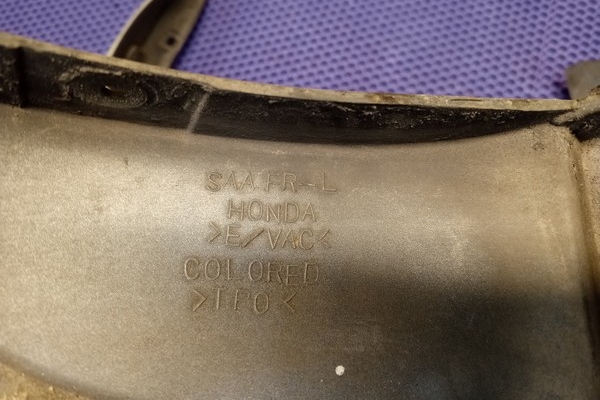 SAA FR-L
HONDA
>E/VAC<
COLORED
>TPO<